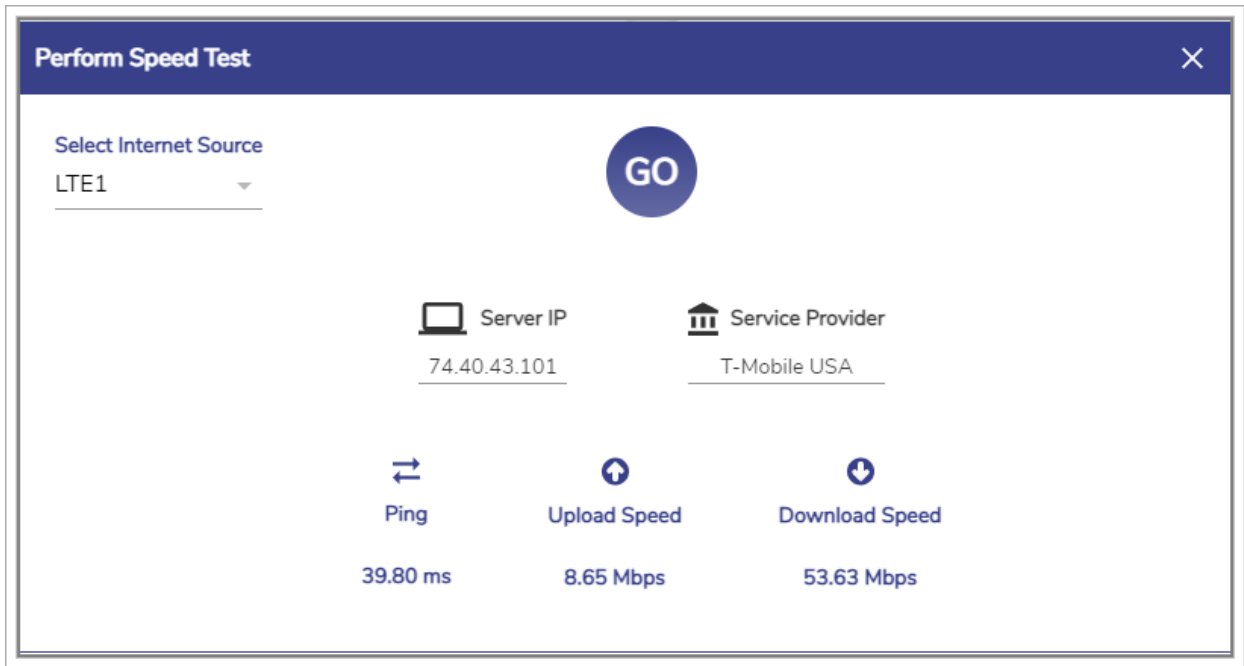 Perform Speed Test
Select Internet Source
LTE1
GO
Server IP
Service Provider
74.40.43.101
T-Mobile USA
Ping
Upload Speed
Download Speed
39.80 ms
8.65 Mbps
53.63 Mbps